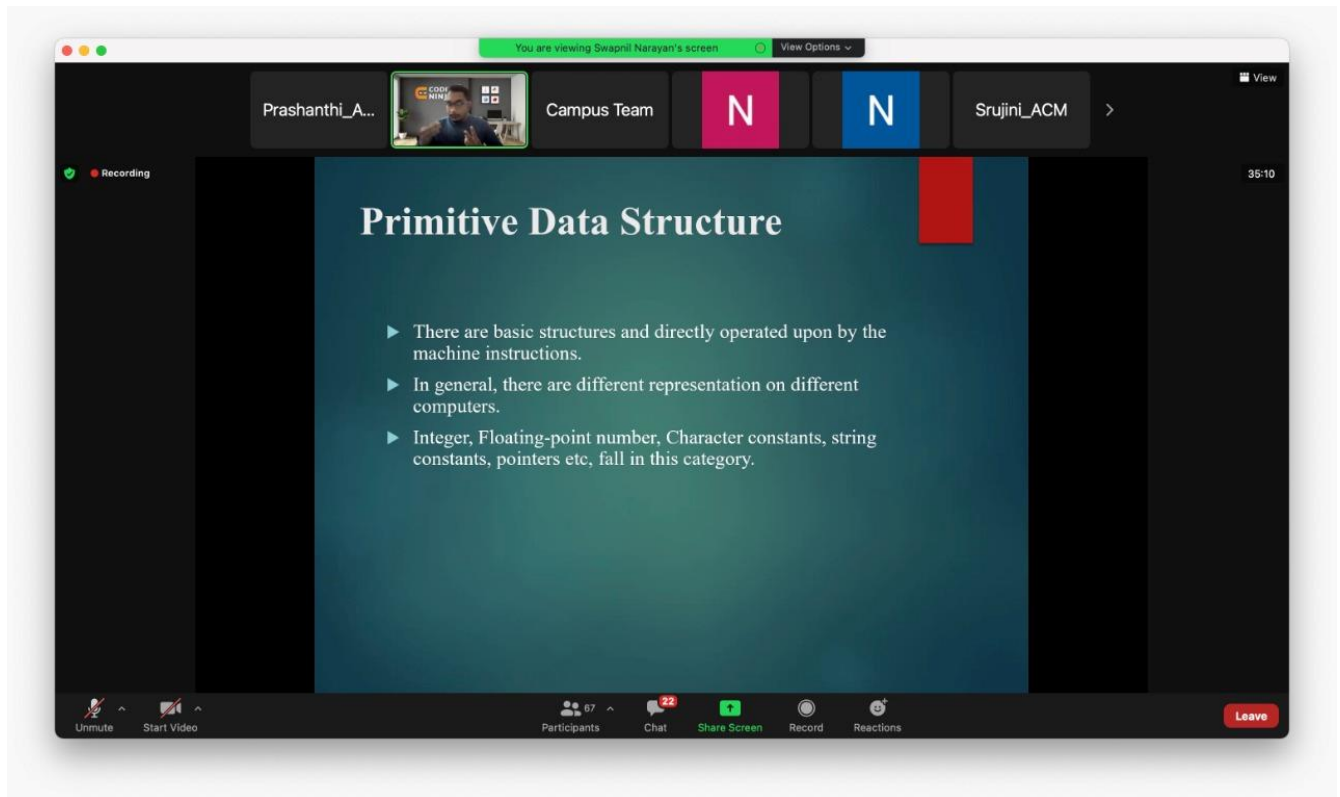 You are viewing Swapnil Narayan's screen
View Options
View
Prashanthi_A...
Campus Team
N
N
Srujini_ACM
Recording
35:10
Primitive Data Structure
There are basic structures and directly operated upon by the
machine instructions.
In general, there are different representation on different
computers.
Integer, Floating-point number, Character constants, string
constants, pointers etc, fall in this category.
Unmute
Start Video
67
Participants
22
Chat
Share Screen
Record
Reactions
Leave